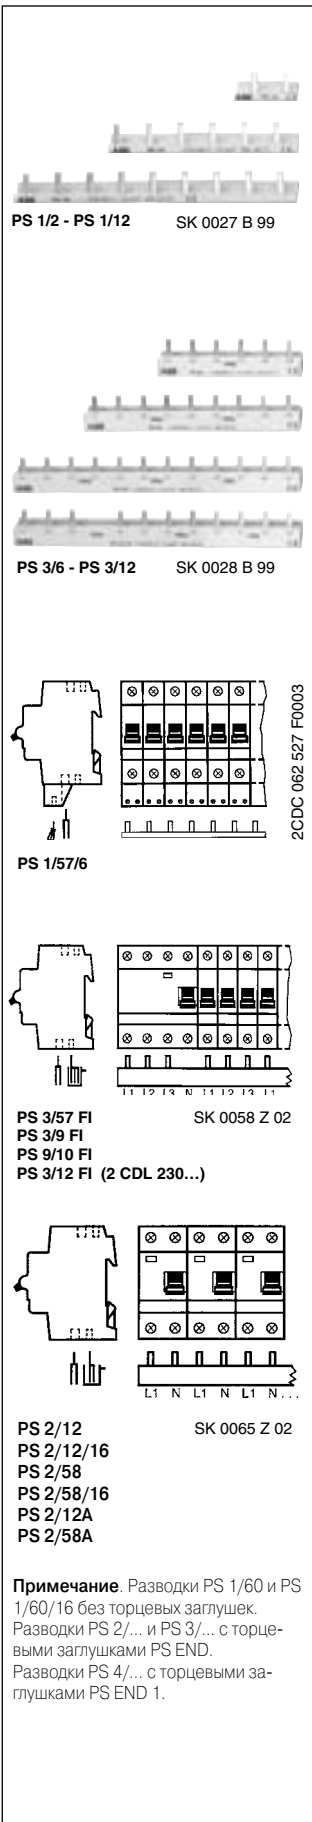 PS 1/2 - PS 1/12 SK 0027 B 99
PS 3/6 - PS 3/12 SK 0028 B 99
2CDC 062 527 F0003
PS 1/57/6
L1 L2 L3 N L1 L2 L3 L1
PS 3/57 FI SK 0058 Z 02
PS 3/9 FI
PS 9/10 FI
PS 3/12 FI (2 CDL 230...)
L1 N L1 N L1 N...
PS 2/12 SK 0065 Z 02
PS 2/12/16
PS 2/58
PS 2/58/16
PS 2/12A
PS 2/58A
Примечание. Разводки PS 1/60 и PS
1/60/16 без торцевых заглушек.
Разводки PS 2/... и PS 3/... с торце-
выми заглушками PS END.
Разводки PS 4/... с торцевыми за-
глушками PS END 1.